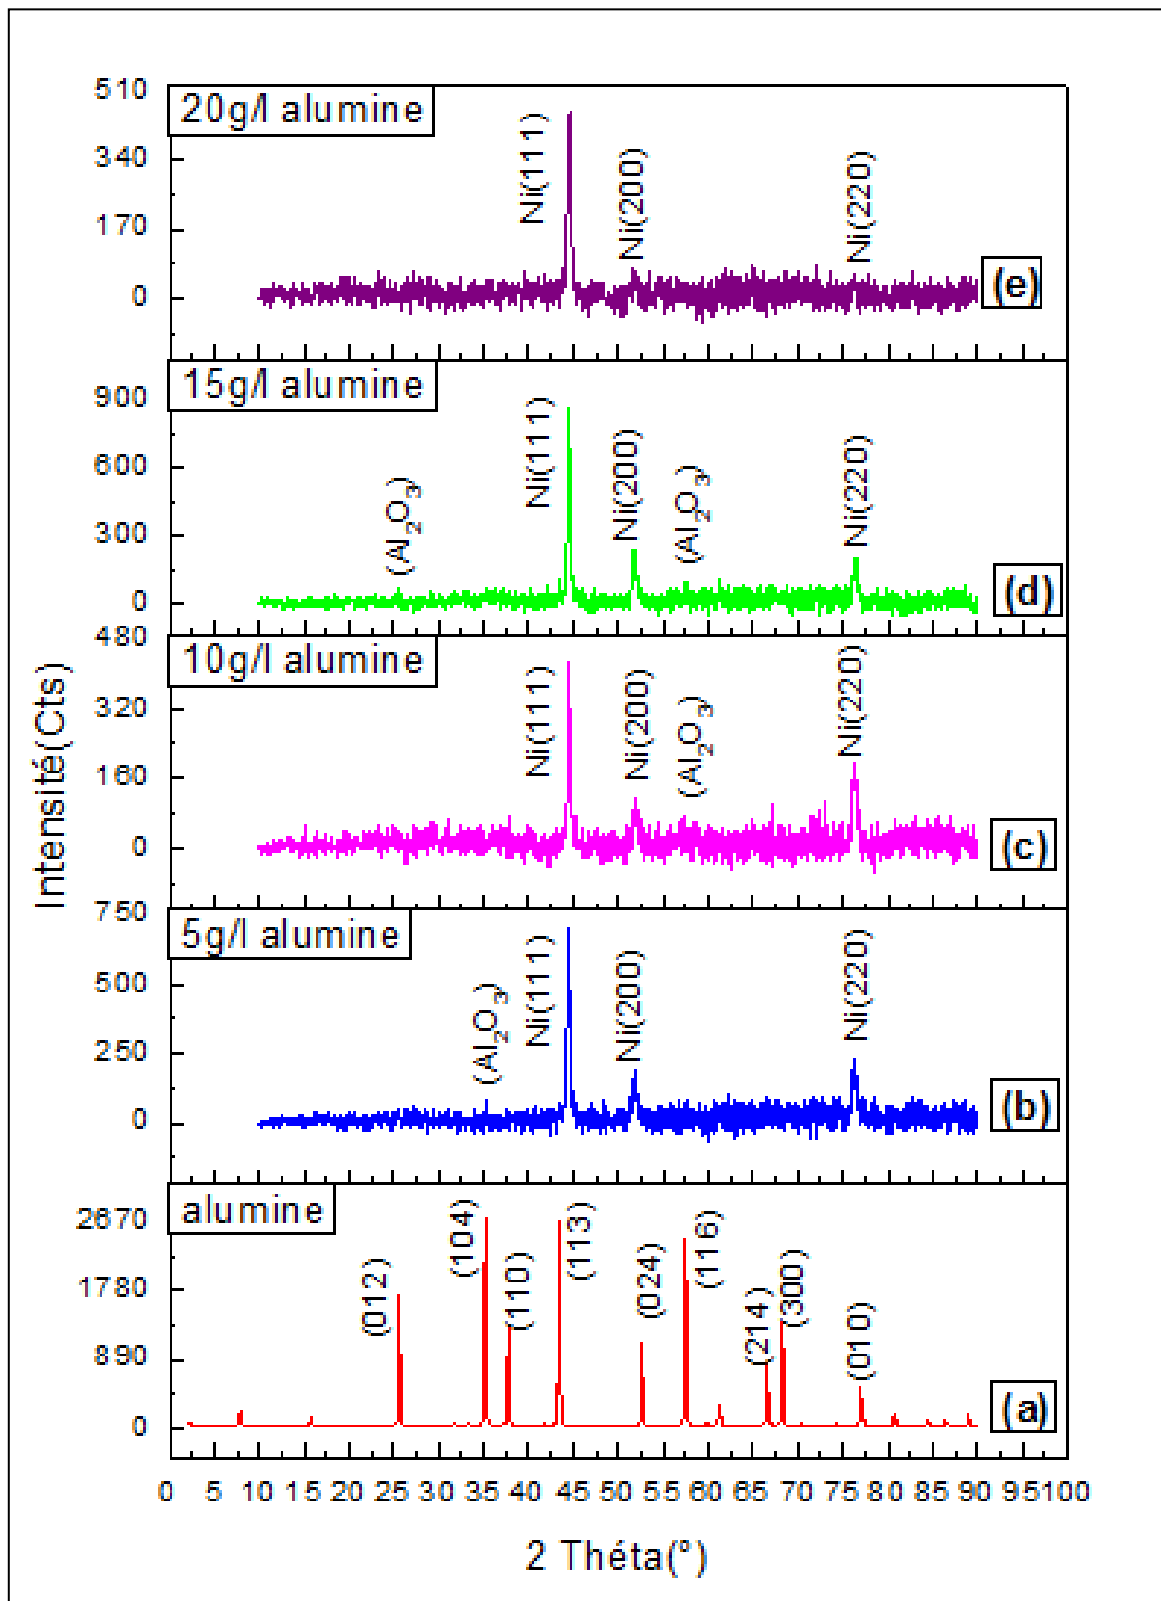 510
20g/l alumine
340
170
0
Ni(111)
Ni(200)
Ni(220)
(e)
900
15g/l alumine
600
300
0
(Al2O3)
Ni(111)
Ni(200)
(Al2O3)
Ni(220)
(d)
480
10g/l alumine
320
160
0
Ni(111)
Ni(200)
(Al2O3)
Ni(220)
(c)
Intensité(Cts)
750
5g/l alumine
500
250
0
(Al2O3)
Ni(111)
Ni(200)
Ni(220)
(b)
2670
alumine
1780
890
0
(012)
(104)
(110)
(113)
(024)
(116)
(214)
(300)
(010)
(a)
0 5 10 15 20 25 30 35 40 45 50 55 60 65 70 75 80 85 90 95 100
2 Théta(°)